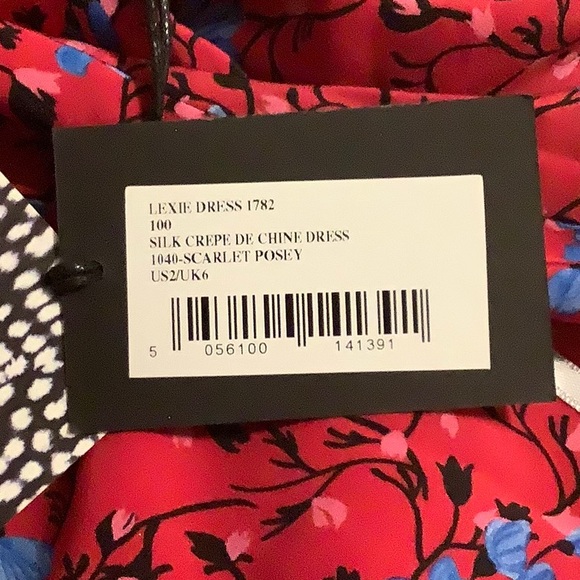 LEXIE DRESS 1782
100
SILK CREPE DE CHINE DRESS
1040-SCARLET POSEY
US2/UK6
5 056100 141391